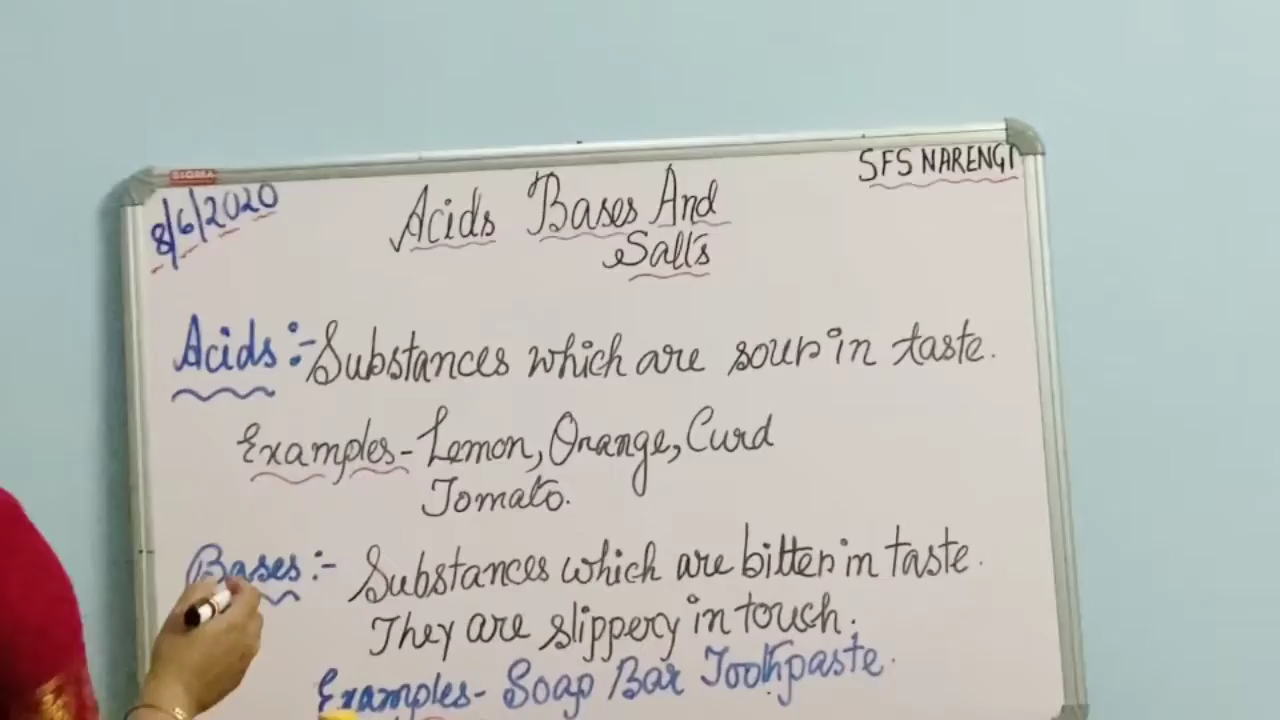 SFS NARENGI
8/6/2020
Acids Bases And
Salts
Acids :- Substances which are sour in taste.
Examples - Lemon, Orange, Curd
Tomato.
Bases :- Substances which are bitter in taste.
They are slippery in touch.
Examples - Soap Bar Toothpaste.